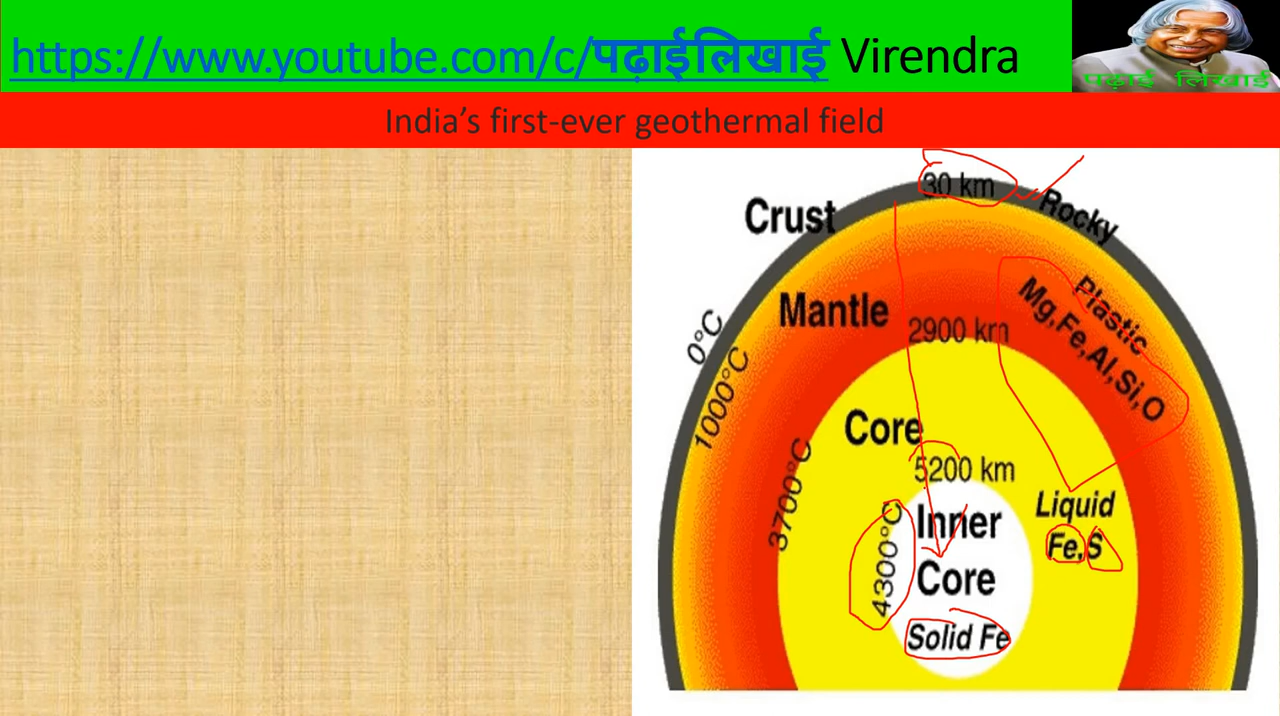 https://www.youtube.com/c/पढ़ाईलिखाई Virendra
पढ़ाई लिखाई
India’s first-ever geothermal field
30 km
Rocky
Crust
Plastic
Mg,Fe,Al,Si,O
Mantle
2900 km
0°C
1000°C
Core
3700°C
5200 km
Liquid
Fe,S
Inner
Core
4300°C
Solid Fe